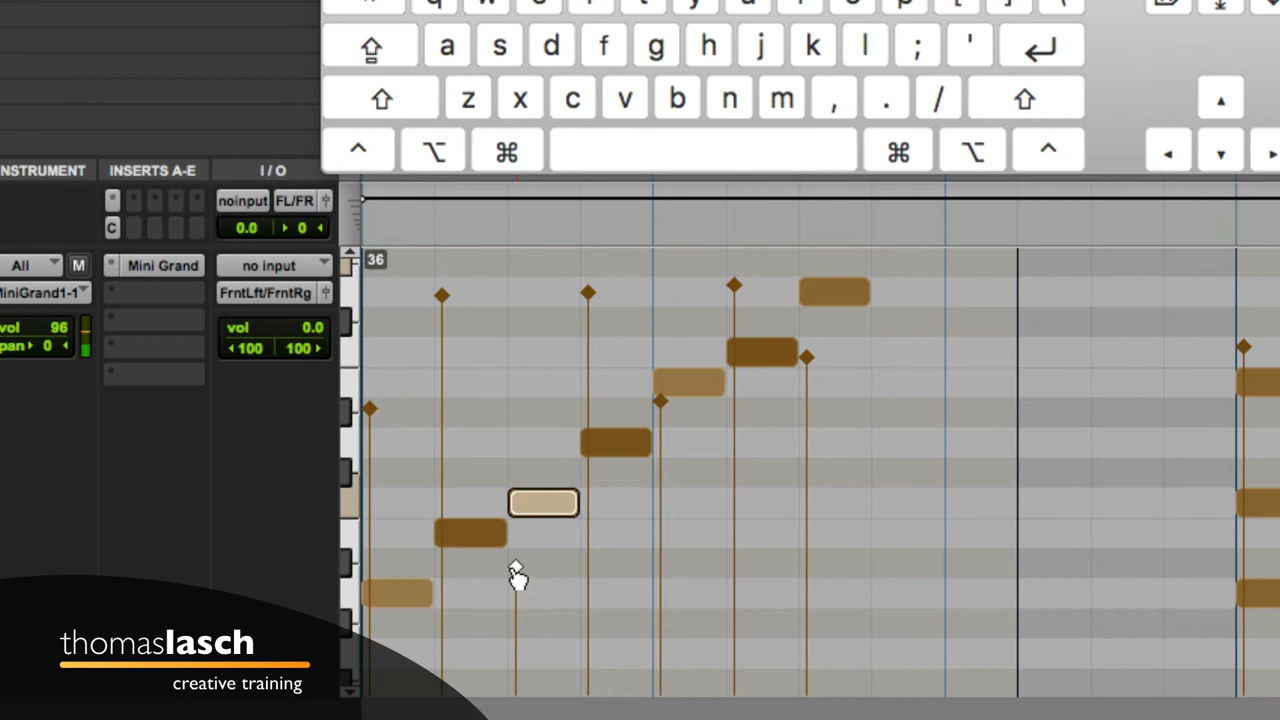 a s d f g h j k l ; '
z x c v b n m , . /
⌥ ⌘ ⌘ ⌥
INSERTS A-E I / O
noinput FL/FR
C 0.0 0
All M Mini Grand no input
MiniGrand1-1 FrntLft/FrntRg
vol 96 vol 0.0
pan 0 100 100
36
thomaslasch
creative training